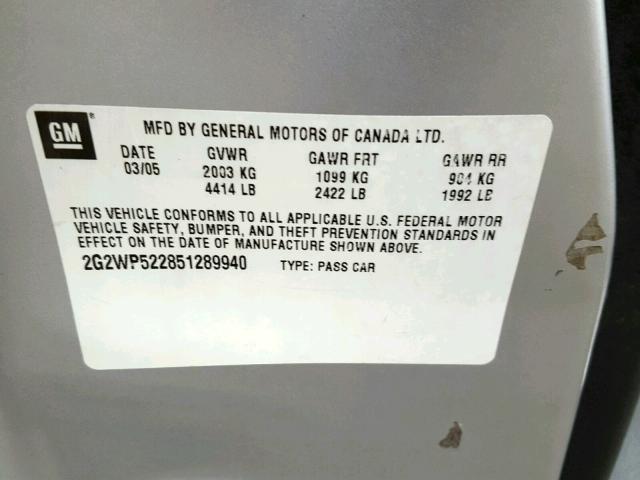 GM ®
MFD BY GENERAL MOTORS OF CANADA LTD.
DATE GVWR GAWR FRT GAWR RR
03/05 2003 KG 1099 KG 904 KG
4414 LB 2422 LB 1992 LB
THIS VEHICLE CONFORMS TO ALL APPLICABLE U.S. FEDERAL MOTOR
VEHICLE SAFETY, BUMPER, AND THEFT PREVENTION STANDARDS IN
EFFECT ON THE DATE OF MANUFACTURE SHOWN ABOVE.
2G2WP522851289940 TYPE: PASS CAR